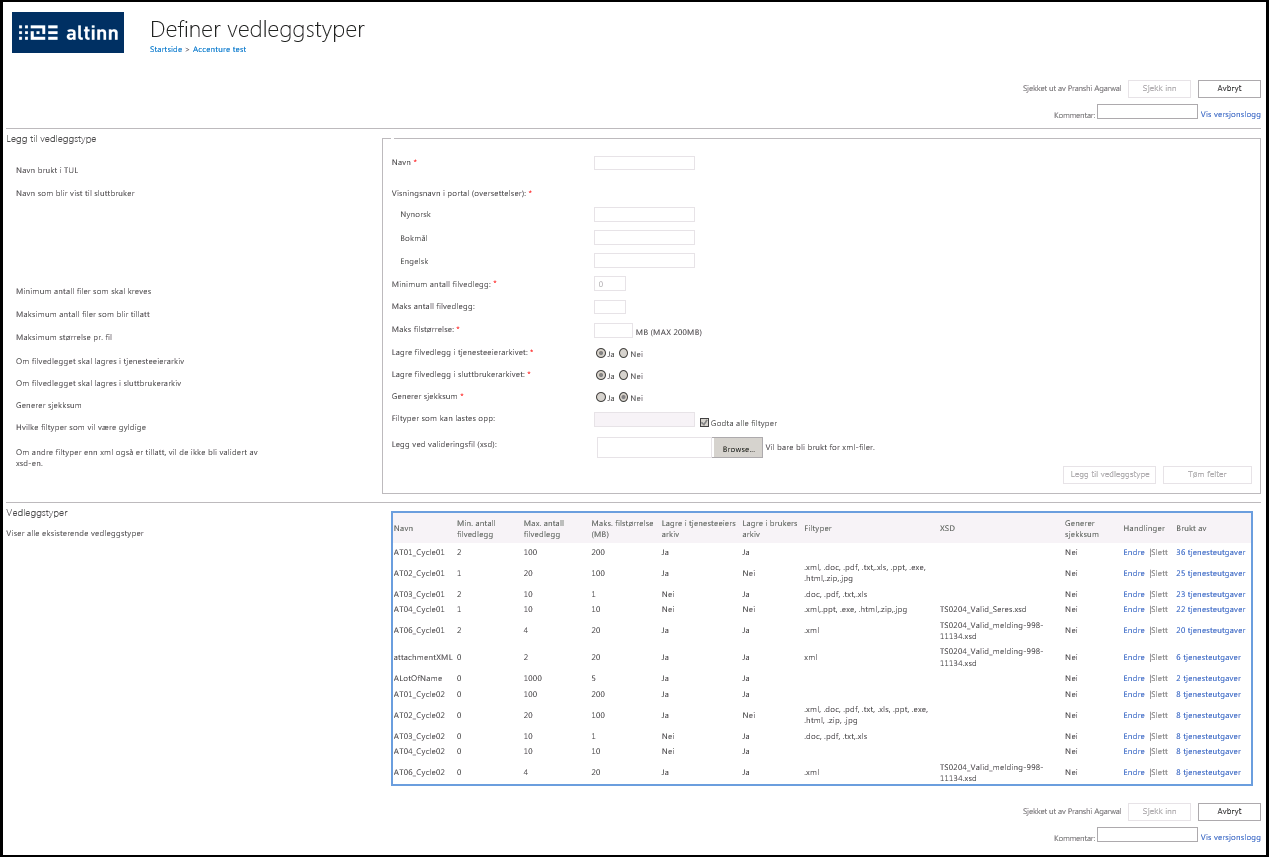 altinn
Definer vedleggstyper
Startside > Accenture test
Sjekket ut av Pranshi Agarwal Sjekk inn Avbryt
Kommentar: Vis versjonslogg
Legg til vedleggstype
Navn brukt i TUL
Navn som blir vist til sluttbruker
Minimum antall filer som skal kreves
Maksimum antall filer som blir tillatt
Maksimum størrelse pr. fil
Om filvedlegget skal lagres i tjenesteeierarkiv
Om filvedlegget skal lagres i sluttbrukerarkiv
Generer sjekksum
Hvilke filtyper som vil være gyldige
Om andre filtyper enn xml også er tillatt, vil de ikke bli validert av
xsd-en.
Navn *
Visningsnavn i portal (oversettelser): *
Nynorsk
Bokmål
Engelsk
Minimum antall filvedlegg: * 0
Maks antall filvedlegg:
Maks filstørrelse: * MB (MAX 200MB)
Lagre filvedlegg i tjenesteeierarkivet: * Ja Nei
Lagre filvedlegg i sluttbrukerarkivet: * Ja Nei
Generer sjekksum * Ja Nei
Filtyper som kan lastes opp: Godta alle filtyper
Legg ved valideringsfil (xsd): Browse... Vil bare bli brukt for xml-filer.
Legg til vedleggstype Tøm felter
Vedleggstyper
Viser alle eksisterende vedleggstyper
Navn Min. antall filvedlegg Max. antall filvedlegg Maks. filstørrelse (MB) Lagre i tjenesteeiers arkiv Lagre i brukers arkiv Filtyper XSD Generer sjekksum Handlinger Brukt av
AT01_Cycle01 2 100 200 Ja Ja Nei Endre |Slett 36 tjenesteutgaver
AT02_Cycle01 1 20 100 Ja Nei .xml, .doc, .pdf, .txt,.xls, .ppt, .exe, .html,.zip,.jpg Nei Endre |Slett 25 tjenesteutgaver
AT03_Cycle01 2 10 1 Nei Ja .doc, .pdf, .txt,.xls Nei Endre |Slett 23 tjenesteutgaver
AT04_Cycle01 1 10 10 Nei Nei .xml,.ppt, .exe, .html,.zip,.jpg TS0204_Valid_Seres.xsd Nei Endre |Slett 22 tjenesteutgaver
AT06_Cycle01 2 4 20 Ja Ja .xml TS0204_Valid_melding-998-11134.xsd Nei Endre |Slett 20 tjenesteutgaver
attachmentXML 0 2 20 Ja Ja xml TS0204_Valid_melding-998-11134.xsd Nei Endre |Slett 6 tjenesteutgaver
ALotOfName 0 1000 5 Ja Ja Nei Endre |Slett 2 tjenesteutgaver
AT01_Cycle02 0 100 200 Ja Ja Nei Endre |Slett 8 tjenesteutgaver
AT02_Cycle02 0 20 100 Ja Nei .xml, .doc, .pdf, .txt, .xls, .ppt, .exe, .html, .zip, .jpg Nei Endre |Slett 8 tjenesteutgaver
AT03_Cycle02 0 10 1 Nei Ja .doc, .pdf, .txt,.xls Nei Endre |Slett 8 tjenesteutgaver
AT04_Cycle02 0 10 10 Nei Ja Nei Endre |Slett 8 tjenesteutgaver
AT06_Cycle02 0 4 20 Ja Ja .xml TS0204_Valid_melding-998-11134.xsd Nei Endre |Slett 8 tjenesteutgaver
Sjekket ut av Pranshi Agarwal Sjekk inn Avbryt
Kommentar: Vis versjonslogg